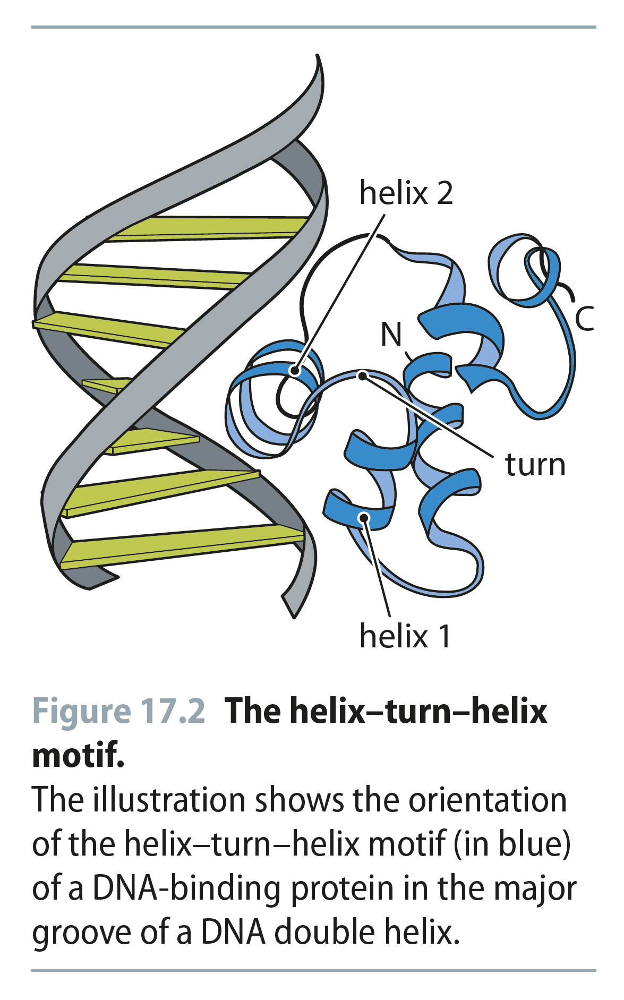 helix 2
N
C
turn
helix 1
Figure 17.2 The helix–turn–helix
motif.
The illustration shows the orientation
of the helix–turn–helix motif (in blue)
of a DNA-binding protein in the major
groove of a DNA double helix.